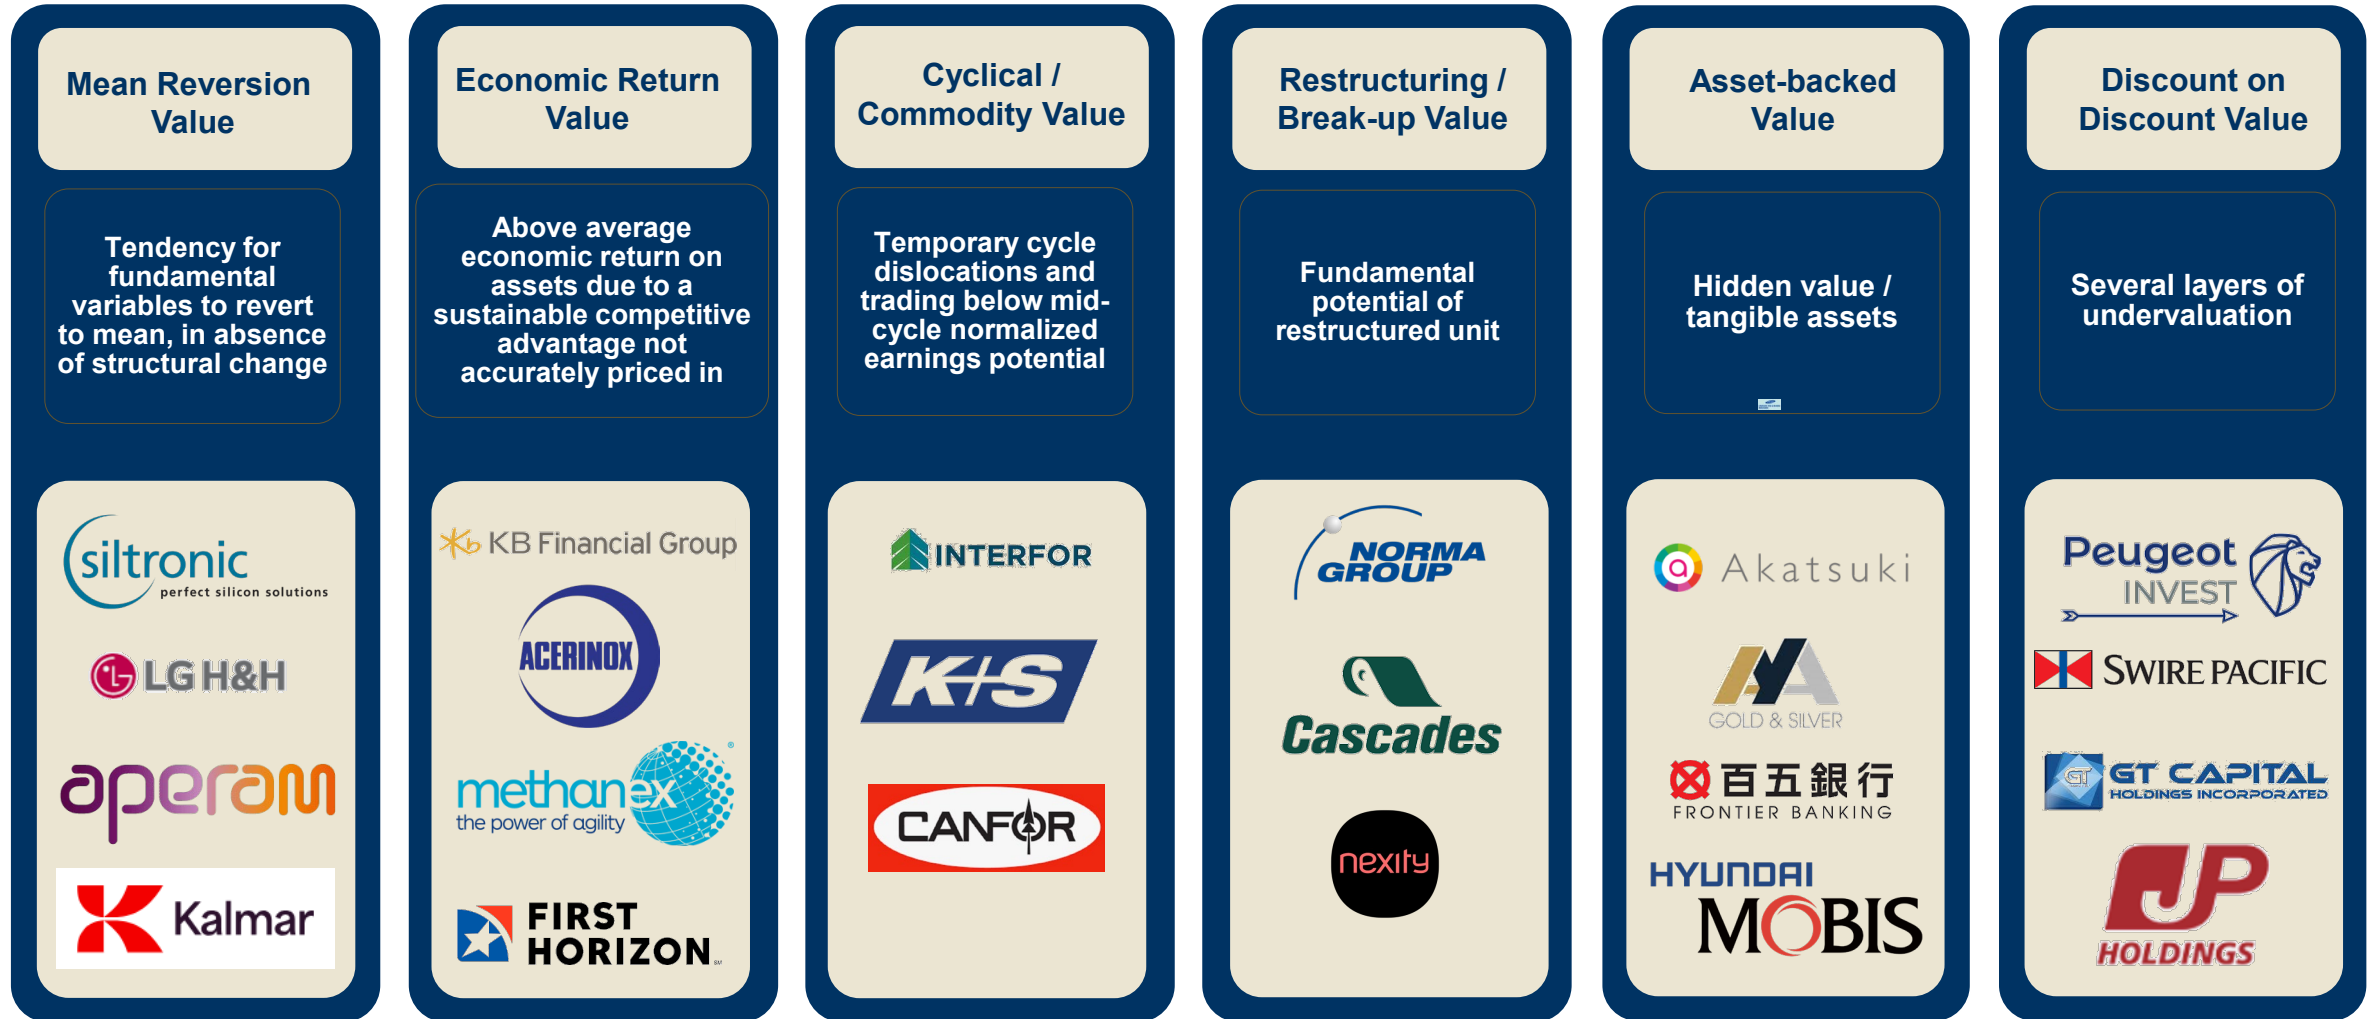 Mean Reversion
Value
Tendency for
fundamental
variables to revert
to mean, in absence
of structural change
siltronic
perfect silicon solutions
LG H&H
aperam
Kalmar
Economic Return
Value
Above average
economic return on
assets due to a
sustainable competitive
advantage not
accurately priced in
KB Financial Group
ACERINOX
methanex®
the power of agility
FIRST
HORIZON
Cyclical /
Commodity Value
Temporary cycle
dislocations and
trading below mid-
cycle normalized
earnings potential
INTERFOR
K+S
CANFOR
Restructuring /
Break-up Value
Fundamental
potential of
restructured unit
NORMA
GROUP
Cascades
nexity
Asset-backed
Value
Hidden value /
tangible assets
a Akatsuki
AYA
GOLD & SILVER
百五銀行
FRONTIER BANKING
HYUNDAI
MOBIS
Discount on
Discount Value
Several layers of
undervaluation
Peugeot
INVEST
SWIRE PACIFIC
GT GT CAPITAL
HOLDINGS INCORPORATED
JP
HOLDINGS